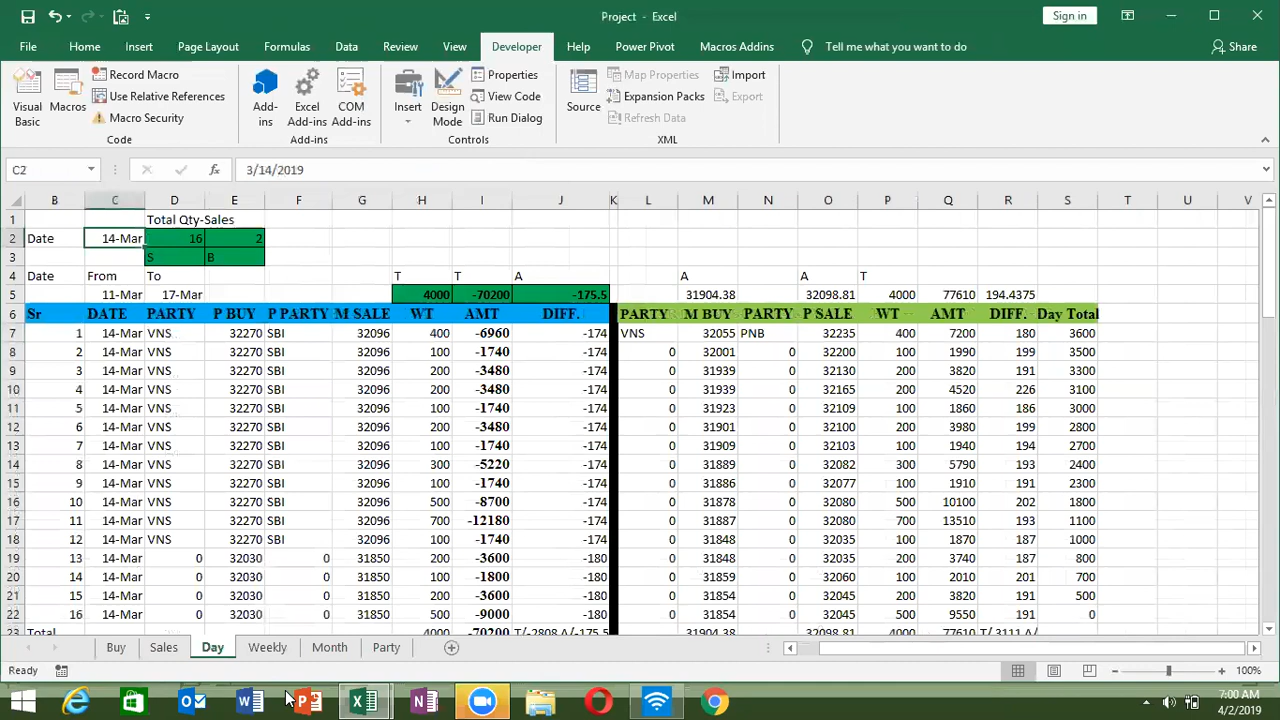 Project - Excel
Sign in
File Home Insert Page Layout Formulas Data Review View Developer Help Power Pivot Macros Addins Tell me what you want to do Share
Visual Basic
Macros
Record Macro
Use Relative References
Macro Security
Code
Add-ins
Excel Add-ins
COM Add-ins
Add-ins
Insert
Design Mode
Properties
View Code
Run Dialog
Controls
Source
Map Properties
Expansion Packs
Refresh Data
Import
Export
XML
C2 fx 3/14/2019
B C D E F G H I J K L M N O P Q R S T U V
1 Total Qty-Sales
2 Date 14-Mar 16 2
3 S B
4 Date From To T T A A A T
5 11-Mar 17-Mar 4000 -70200 -175.5 31904.38 32098.81 4000 77610 194.4375
6 Sr DATE PARTY P BUY P PARTY M SALE WT AMT DIFF. PARTY M BUY PARTY P SALE WT AMT DIFF. Day Total
7 1 14-Mar VNS 32270 SBI 32096 400 -6960 -174 VNS 32055 PNB 32235 400 7200 180 3600
8 2 14-Mar VNS 32270 SBI 32096 100 -1740 -174 0 32001 0 32200 100 1990 199 3500
9 3 14-Mar VNS 32270 SBI 32096 200 -3480 -174 0 31939 0 32130 200 3820 191 3300
10 4 14-Mar VNS 32270 SBI 32096 200 -3480 -174 0 31939 0 32165 200 4520 226 3100
11 5 14-Mar VNS 32270 SBI 32096 100 -1740 -174 0 31923 0 32109 100 1860 186 3000
12 6 14-Mar VNS 32270 SBI 32096 200 -3480 -174 0 31901 0 32100 200 3980 199 2800
13 7 14-Mar VNS 32270 SBI 32096 100 -1740 -174 0 31909 0 32103 100 1940 194 2700
14 8 14-Mar VNS 32270 SBI 32096 300 -5220 -174 0 31889 0 32082 300 5790 193 2400
15 9 14-Mar VNS 32270 SBI 32096 100 -1740 -174 0 31886 0 32077 100 1910 191 2300
16 10 14-Mar VNS 32270 SBI 32096 500 -8700 -174 0 31878 0 32080 500 10100 202 1800
17 11 14-Mar VNS 32270 SBI 32096 700 -12180 -174 0 31887 0 32080 700 13510 193 1100
18 12 14-Mar VNS 32270 SBI 32096 100 -1740 -174 0 31848 0 32035 100 1870 187 1000
19 13 14-Mar 0 32030 0 31850 200 -3600 -180 0 31848 0 32035 200 3740 187 800
20 14 14-Mar 0 32030 0 31850 100 -1800 -180 0 31859 0 32060 100 2010 201 700
21 15 14-Mar 0 32030 0 31850 200 -3600 -180 0 31854 0 32045 200 3820 191 500
22 16 14-Mar 0 32030 0 31850 500 -9000 -180 0 31854 0 32045 500 9550 191 0
23 Total 4000 -70200 T/-2808 A/-175.5 31904.38 32098.81 4000 77610 T/ 3111 A/
Buy Sales Day Weekly Month Party
Ready 100%
7:00 AM
4/2/2019